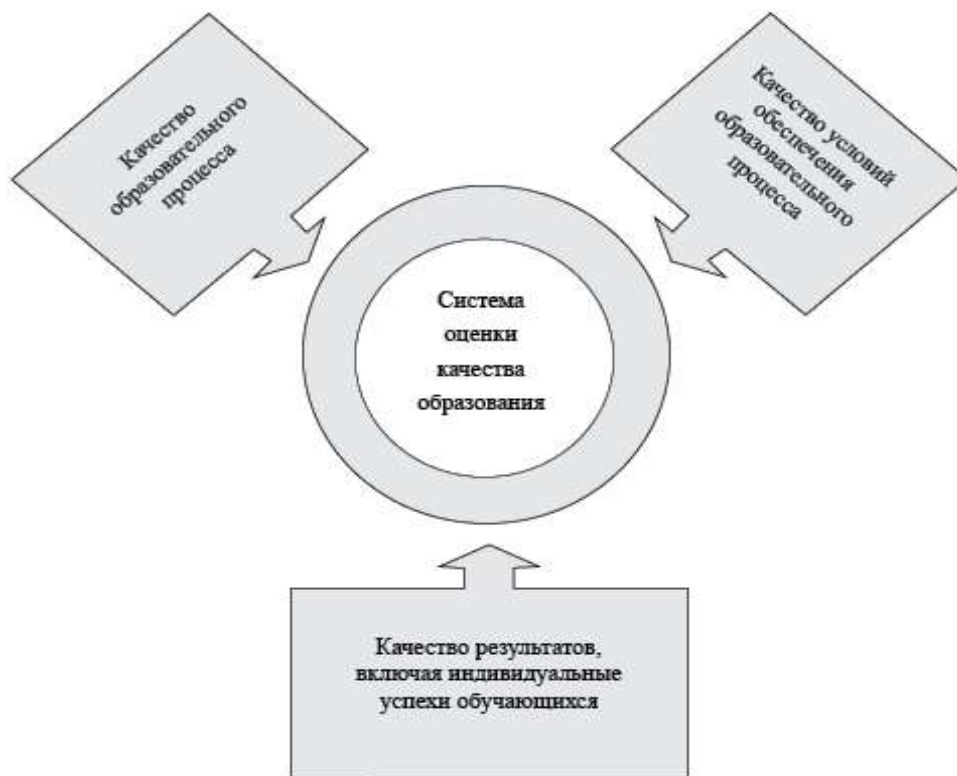 Качество
образовательного
процесса
Качество условий
обеспечения
образовательного
процесса
Система
оценки
качества
образования
Качество результатов,
включая индивидуальные
успехи обучающихся